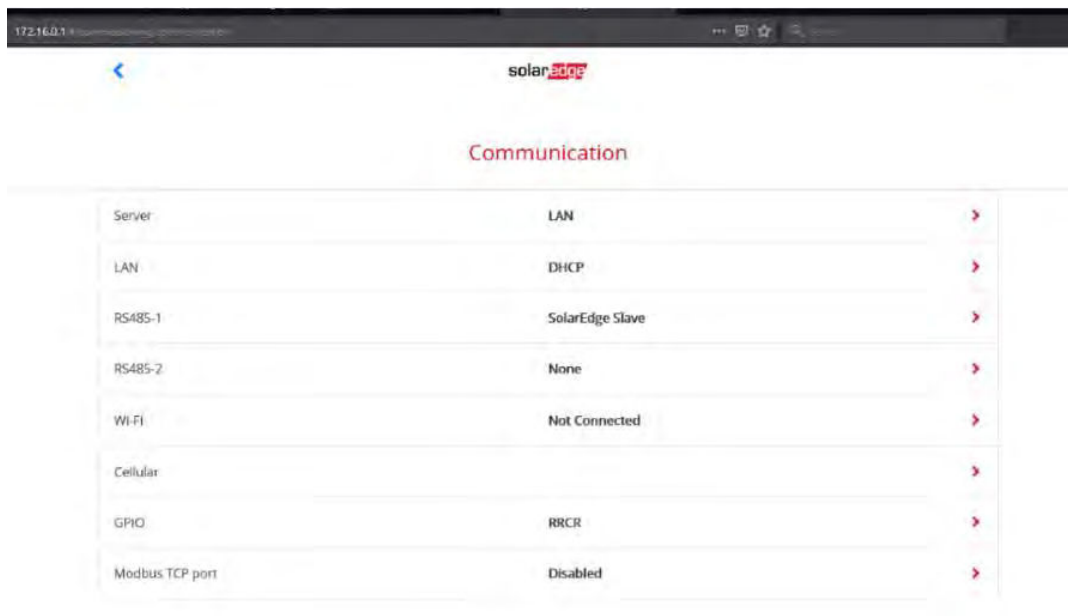 172.16.0.1
solaredge
Communication
Server LAN
LAN DHCP
RS485-1 SolarEdge Slave
RS485-2 None
Wi-Fi Not Connected
Cellular
GPIO RRCR
Modbus TCP port Disabled